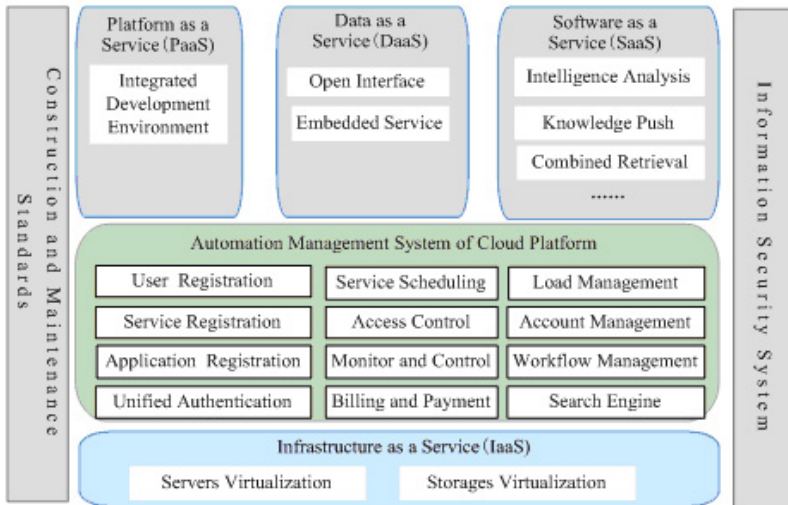 Construction and Maintenance
Standards
Platform as a
Service (PaaS)
Integrated
Development
Environment
Data as a
Service (DaaS)
Open Interface
Embedded Service
Software as a
Service (SaaS)
Intelligence Analysis
Knowledge Push
Combined Retrieval
······
Automation Management System of Cloud Platform
User Registration
Service Scheduling
Load Management
Service Registration
Access Control
Account Management
Application Registration
Monitor and Control
Workflow Management
Unified Authentication
Billing and Payment
Search Engine
Infrastructure as a Service (IaaS)
Servers Virtualization
Storages Virtualization
Information Security System